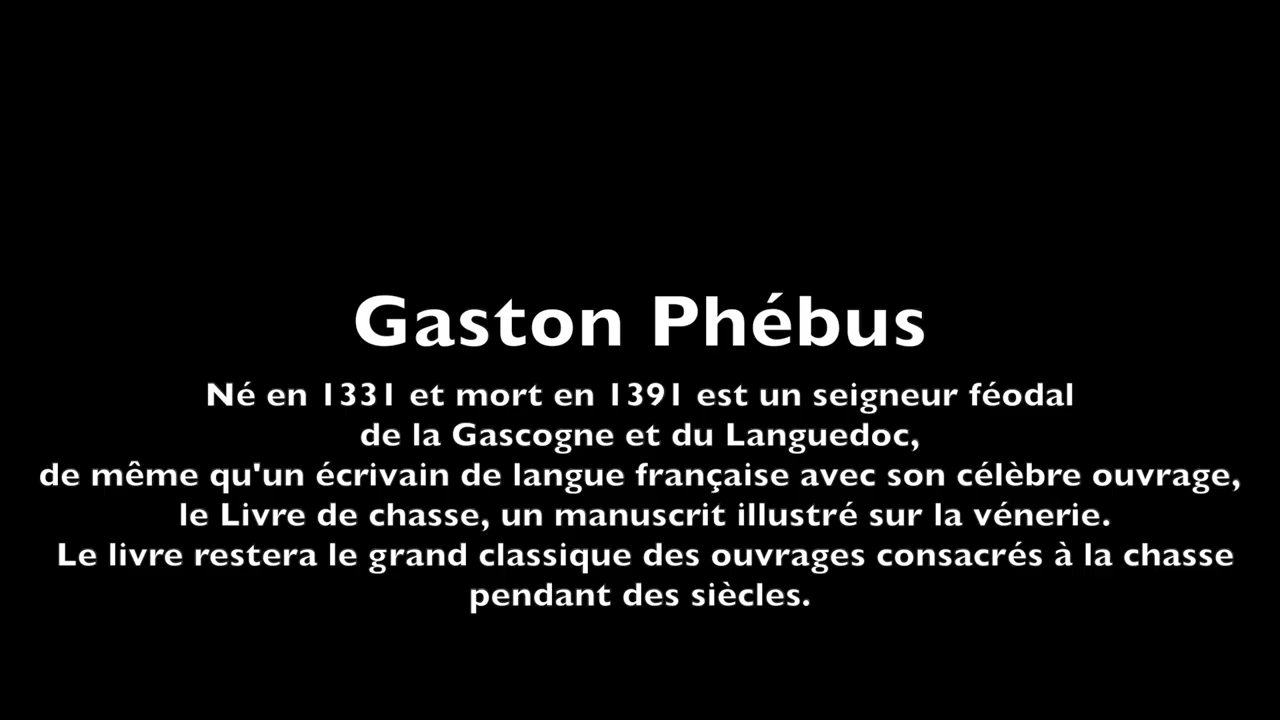 Gaston Phébus
Né en 1331 et mort en 1391 est un seigneur féodal
de la Gascogne et du Languedoc,
de même qu'un écrivain de langue française avec son célèbre ouvrage,
le Livre de chasse, un manuscrit illustré sur la vénerie.
Le livre restera le grand classique des ouvrages consacrés à la chasse
pendant des siècles.